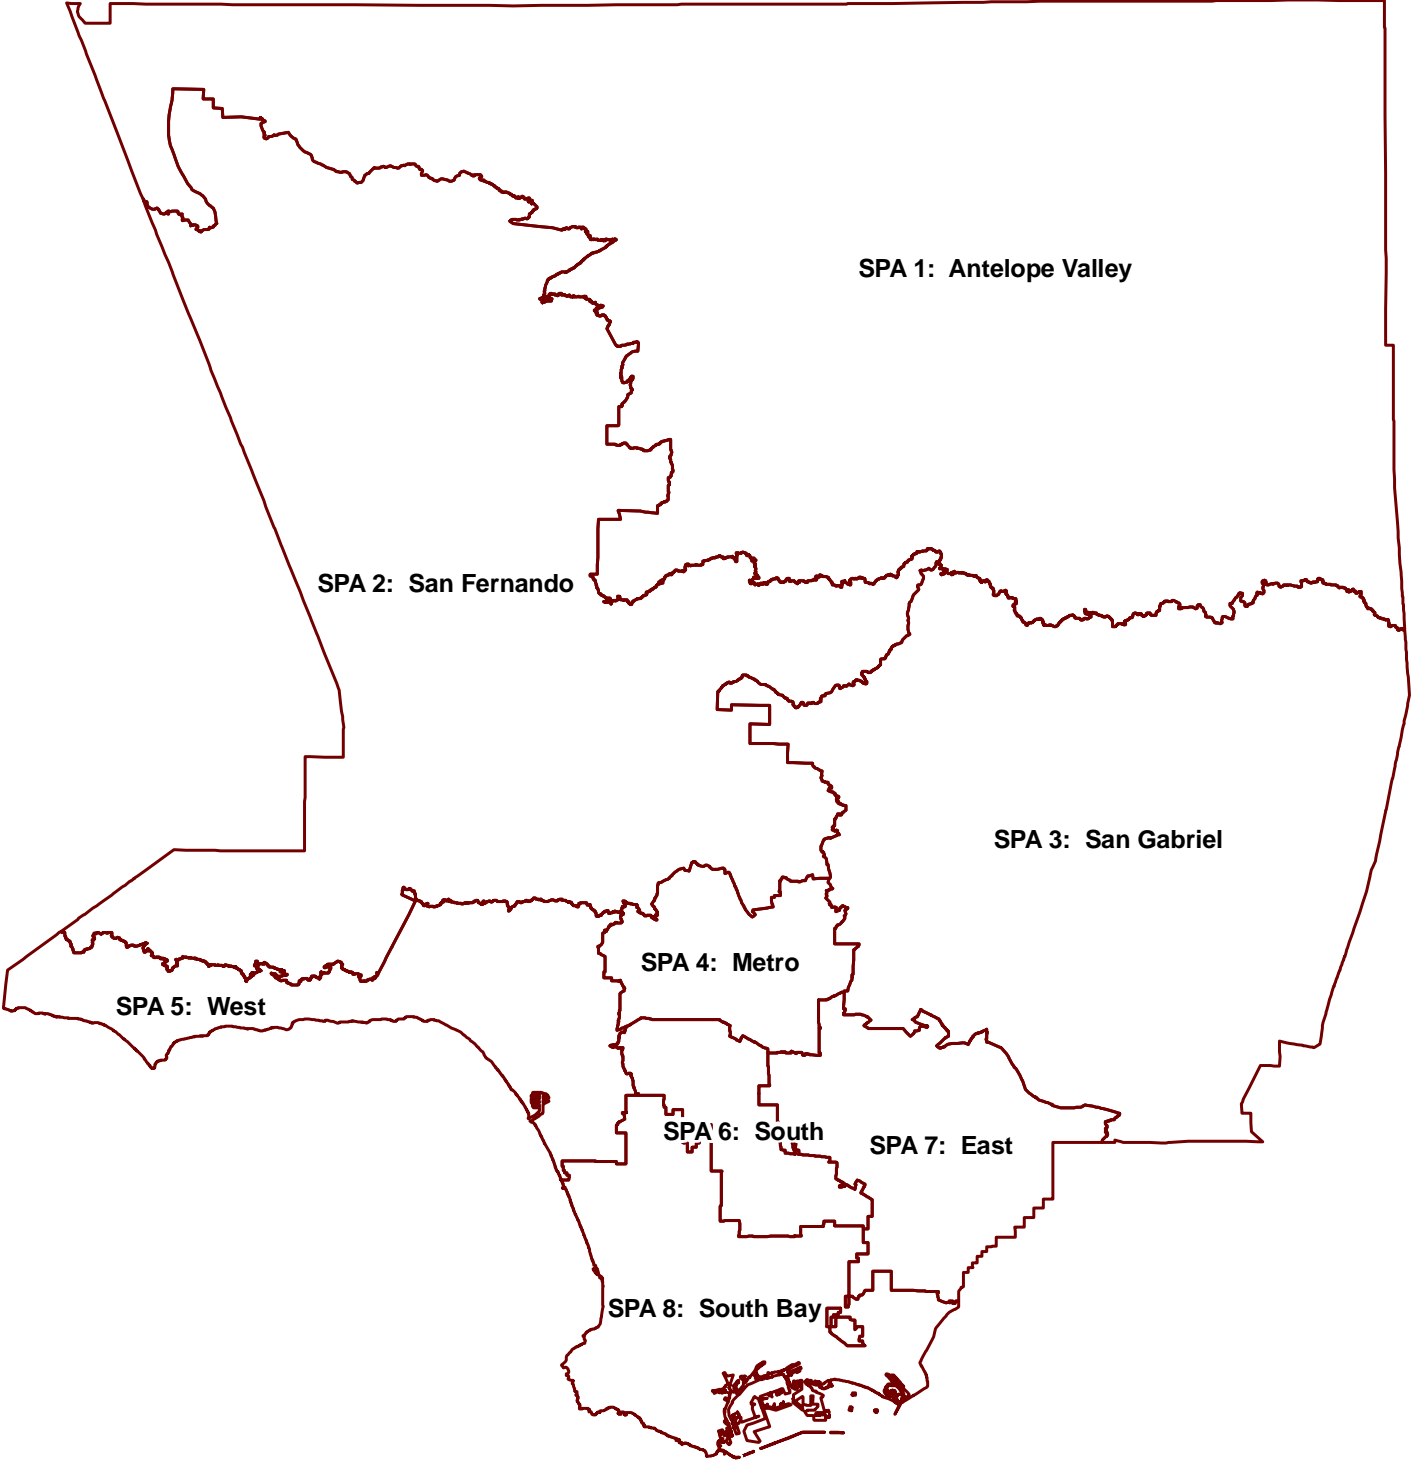 SPA 1: Antelope Valley
SPA 2: San Fernando
SPA 3: San Gabriel
SPA 4: Metro
SPA 5: West
SPA 6: South
SPA 7: East
SPA 8: South Bay